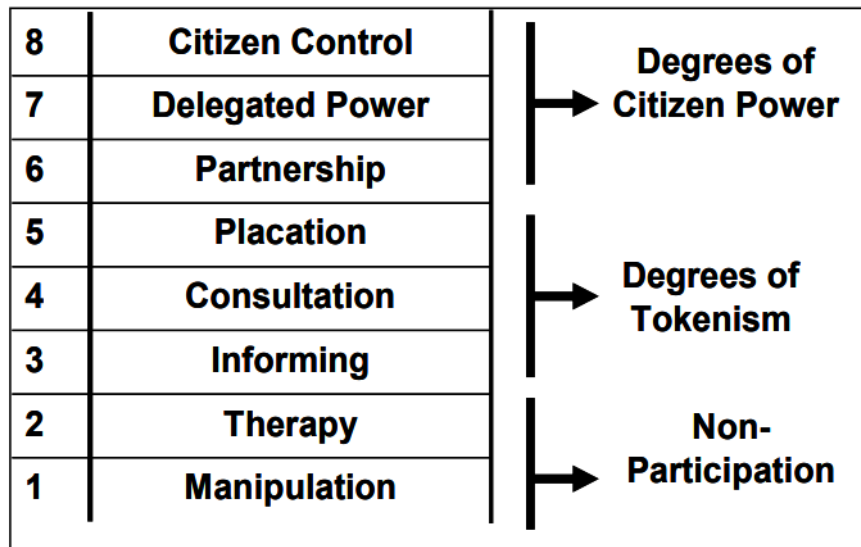 8 Citizen Control
7 Delegated Power
6 Partnership
5 Placation
4 Consultation
3 Informing
2 Therapy
1 Manipulation
Degrees of
Citizen Power
Degrees of
Tokenism
Non-
Participation